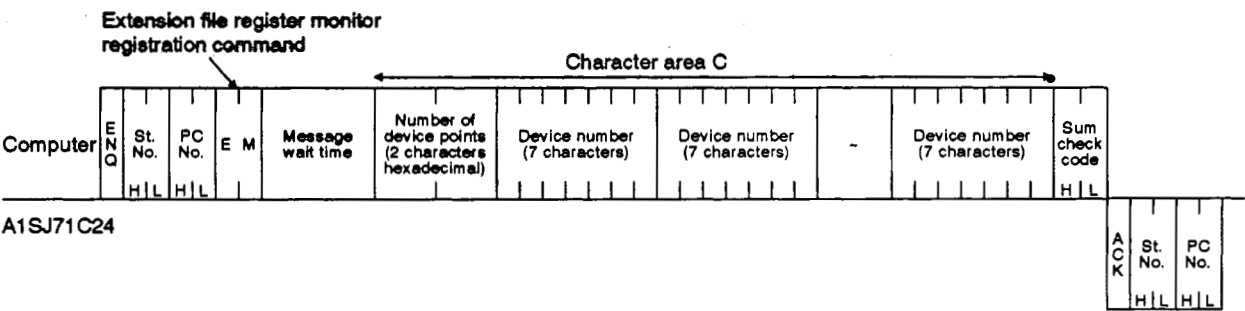 Extension file register monitor
registration command
Character area C
Computer
ENQ
St.
No.
H L
PC
No.
H L
E M
Message
wait time
Number of
device points
(2 characters
hexadecimal)
Device number
(7 characters)
Device number
(7 characters)
~
Device number
(7 characters)
Sum
check
code
H L
A1SJ71C24
ACK
St.
No.
H L
PC
No.
H L